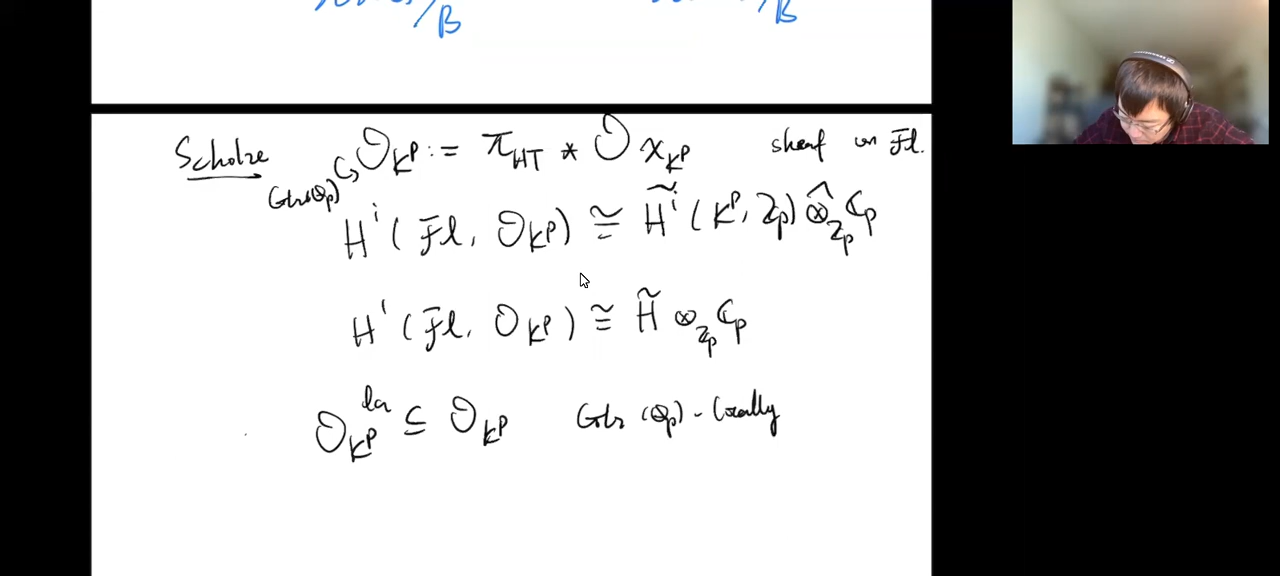 /B /B
Scholze GL₂(ℚp) ↻ 𝒪_{K^p} := π_{HT *} 𝒪_{X_{K^p}} sheaf on Fl.
H^i(Fl, 𝒪_{K^p}) ≅ H̃^i(K^p, ℤp) ⊗̂_{ℤp} ℂp
H^1(Fl, 𝒪_{K^p}) ≅ H̃ ⊗_{ℤp} ℂp
𝒪^{la}_{K^p} ⊆ 𝒪_{K^p} GL₂(ℚp) - locally